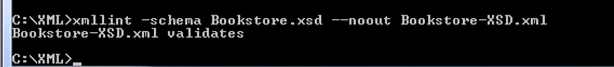 C:\XML>xmllint -schema Bookstore.xsd --noout Bookstore-XSD.xml
Bookstore-XSD.xml validates
C:\XML>_